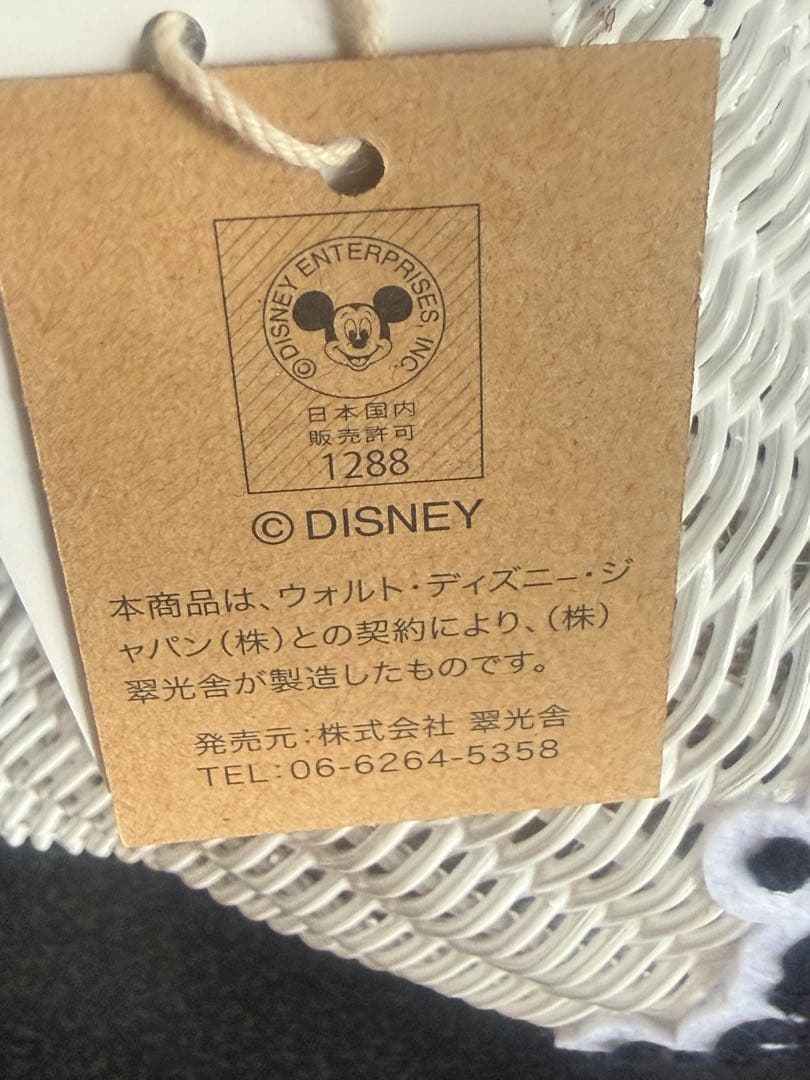 ©DISNEY ENTERPRISES, INC.
日本国内
販売許可
1288
© DISNEY
本商品は、ウォルト・ディズニー・ジ
ャパン(株)との契約により、(株)
翠光舎が製造したものです。
発売元:株式会社 翠光舎
TEL:06-6264-5358